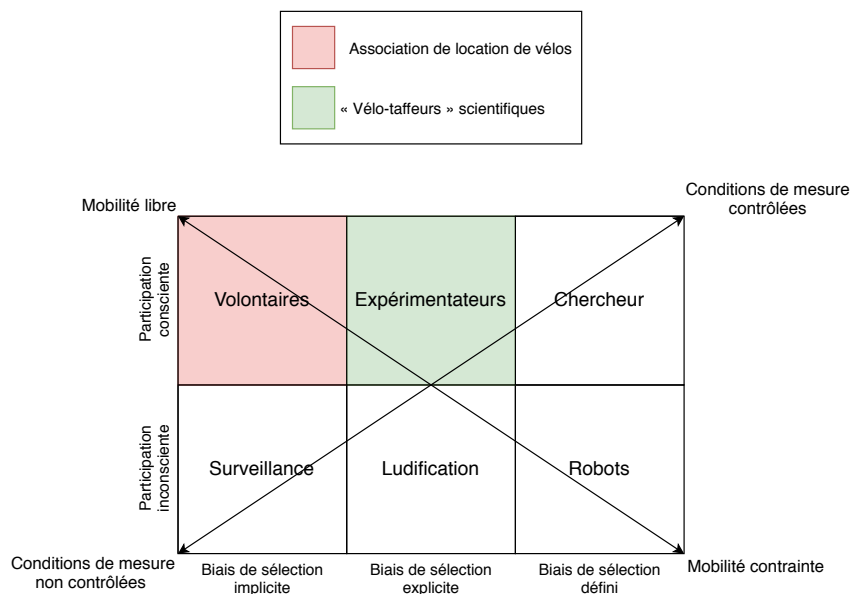 Association de location de vélos
« Vélo-taffeurs » scientifiques
Mobilité libre
Conditions de mesure
contrôlées
Participation
consciente
Volontaires
Expérimentateurs
Chercheur
Participation
inconsciente
Surveillance
Ludification
Robots
Conditions de mesure
non contrôlées
Biais de sélection
implicite
Biais de sélection
explicite
Biais de sélection
défini
Mobilité contrainte